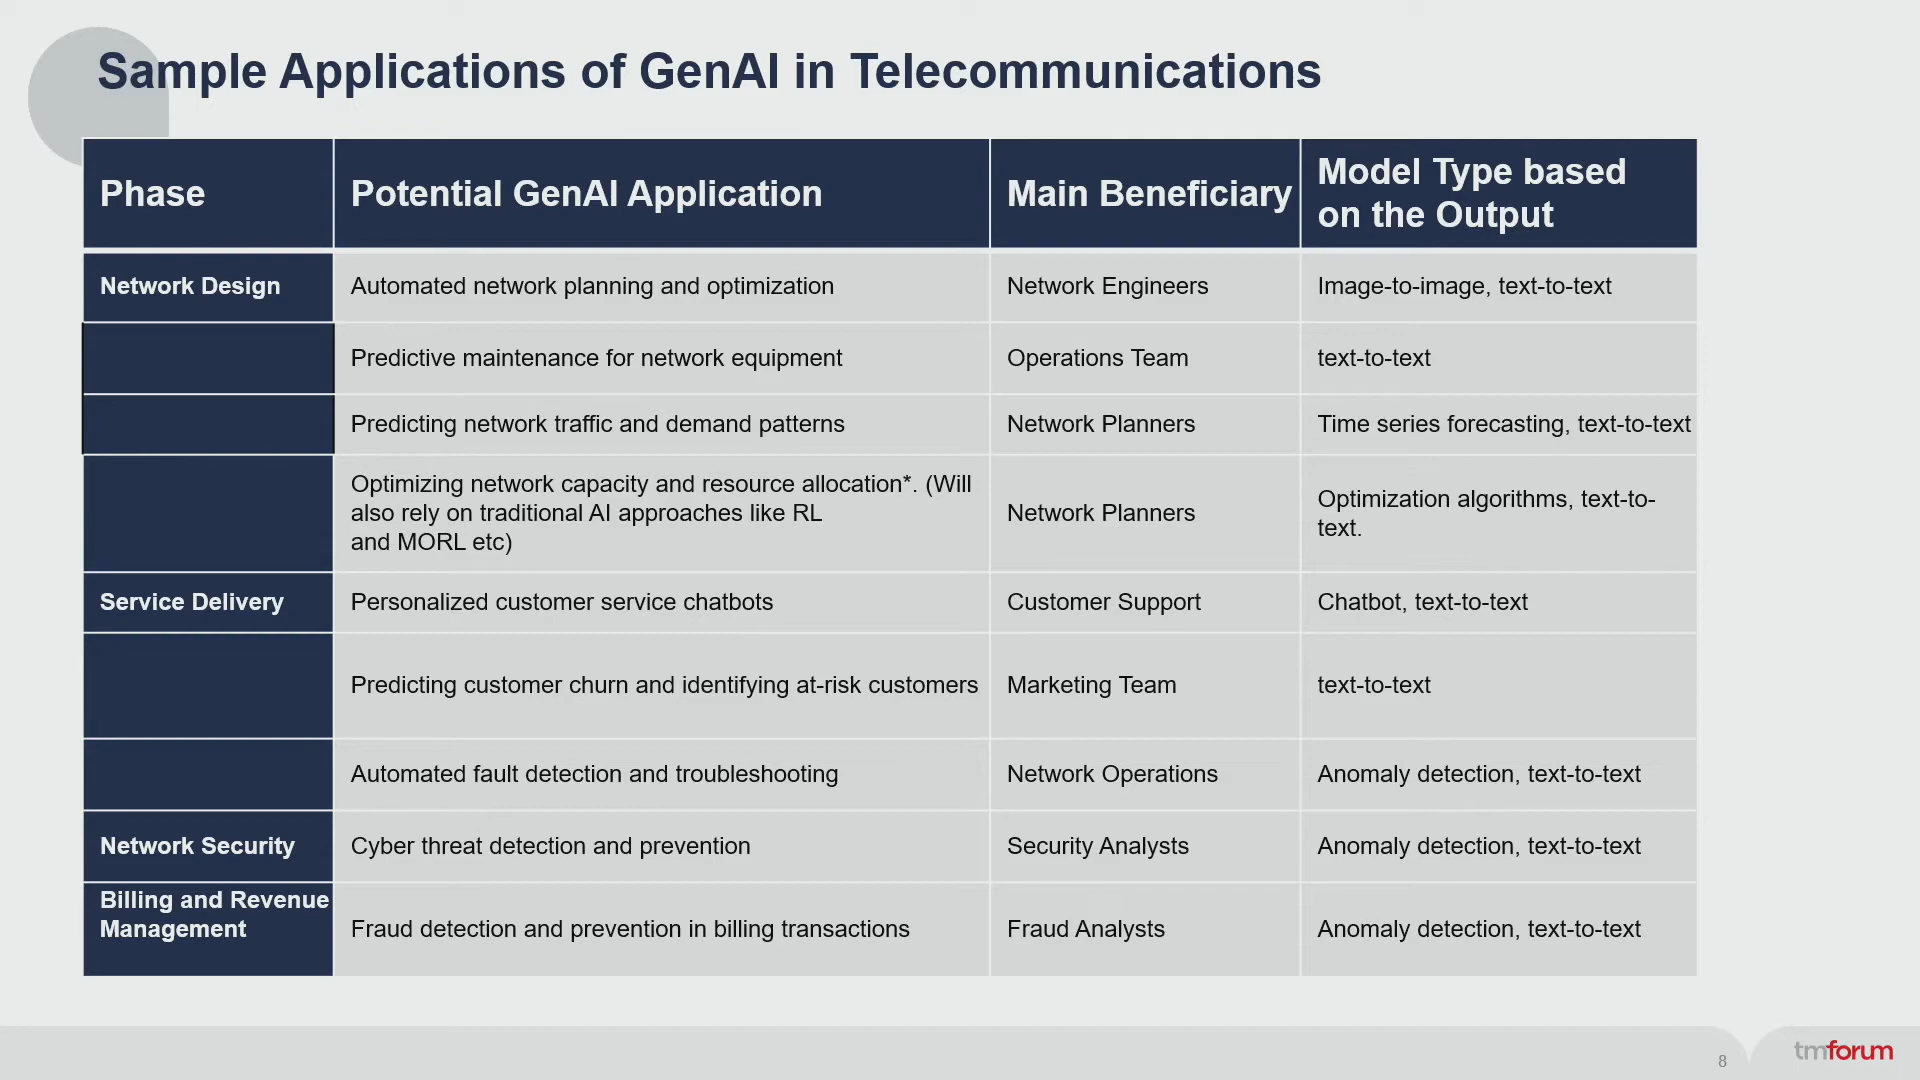 Sample Applications of GenAI in Telecommunications
Phase
Potential GenAI Application
Main Beneficiary
Model Type based
on the Output
Network Design
Automated network planning and optimization
Network Engineers
Image-to-image, text-to-text
Predictive maintenance for network equipment
Operations Team
text-to-text
Predicting network traffic and demand patterns
Network Planners
Time series forecasting, text-to-text
Optimizing network capacity and resource allocation*. (Will
also rely on traditional AI approaches like RL
and MORL etc)
Network Planners
Optimization algorithms, text-to-
text.
Service Delivery
Personalized customer service chatbots
Customer Support
Chatbot, text-to-text
Predicting customer churn and identifying at-risk customers
Marketing Team
text-to-text
Automated fault detection and troubleshooting
Network Operations
Anomaly detection, text-to-text
Network Security
Cyber threat detection and prevention
Security Analysts
Anomaly detection, text-to-text
Billing and Revenue
Management
Fraud detection and prevention in billing transactions
Fraud Analysts
Anomaly detection, text-to-text
8
tmforum